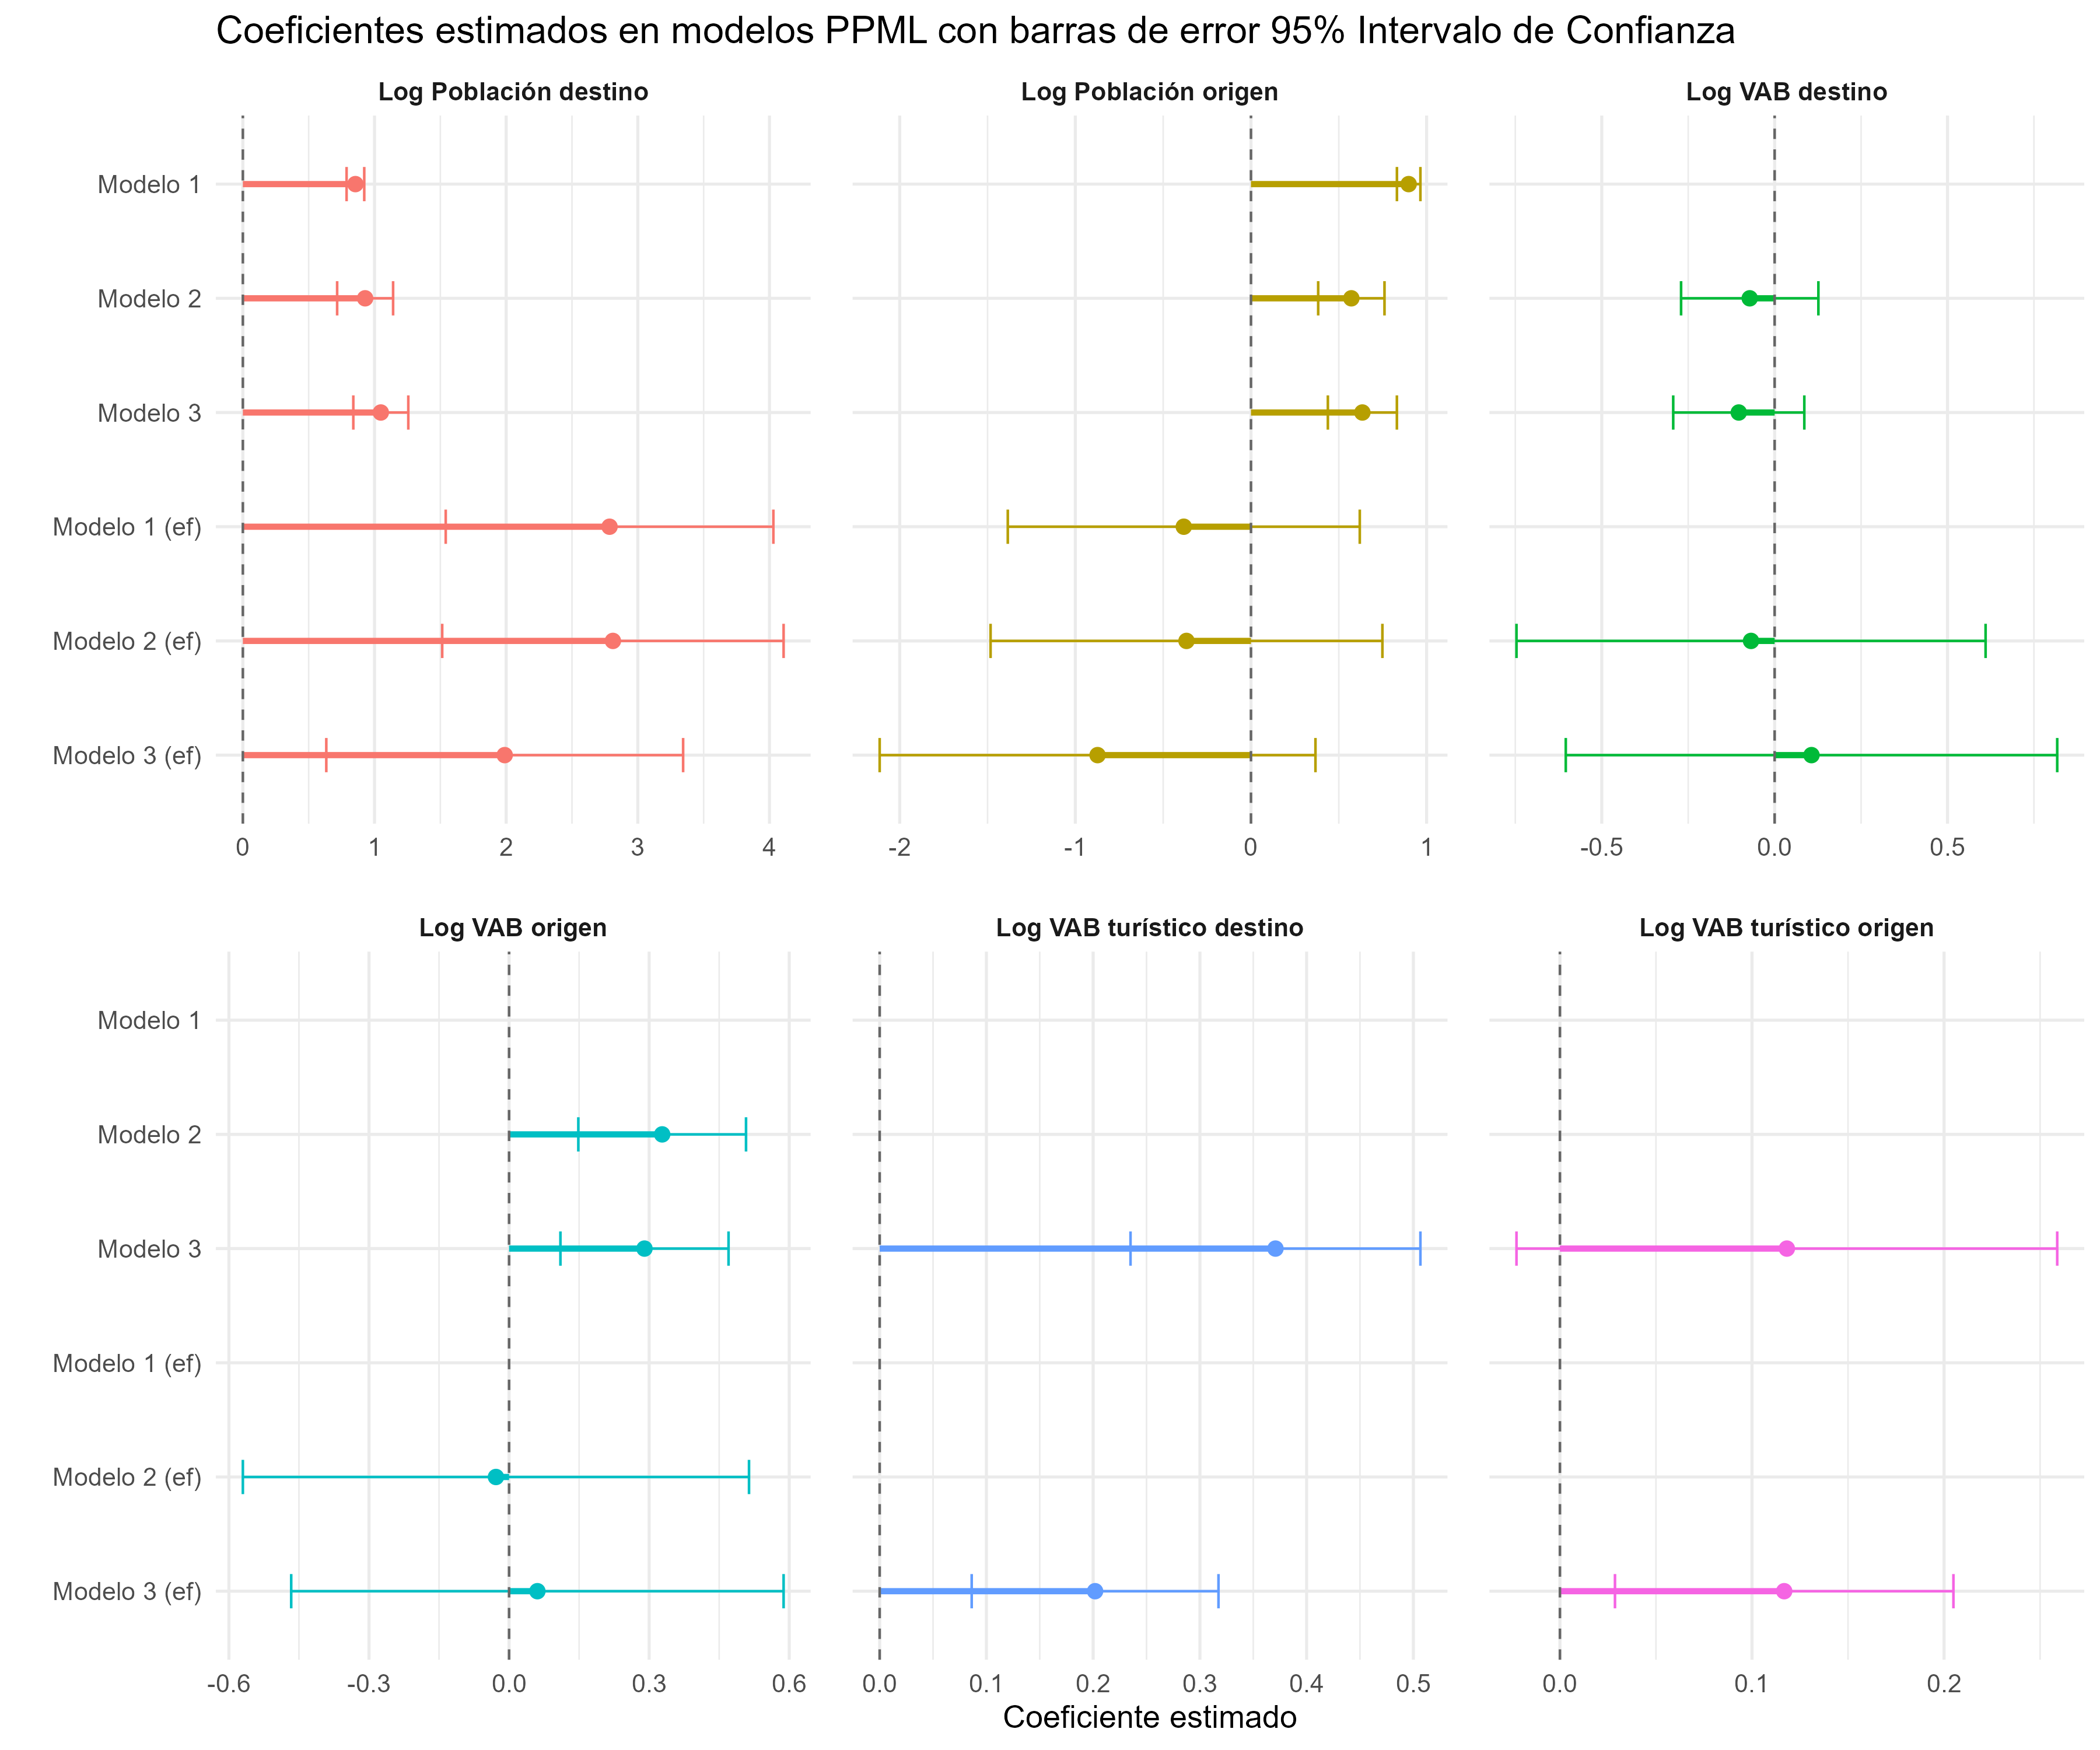 Coeficientes estimados en modelos PPML con barras de error 95% Intervalo de Confianza
Log Población destino
Log Población origen
Log VAB destino
Modelo 1
Modelo 2
Modelo 3
Modelo 1 (ef)
Modelo 2 (ef)
Modelo 3 (ef)
0 1 2 3 4
-2 -1 0 1
-0.5 0.0 0.5
Log VAB origen
Log VAB turístico destino
Log VAB turístico origen
Modelo 1
Modelo 2
Modelo 3
Modelo 1 (ef)
Modelo 2 (ef)
Modelo 3 (ef)
-0.6 -0.3 0.0 0.3 0.6
0.0 0.1 0.2 0.3 0.4 0.5
0.0 0.1 0.2
Coeficiente estimado